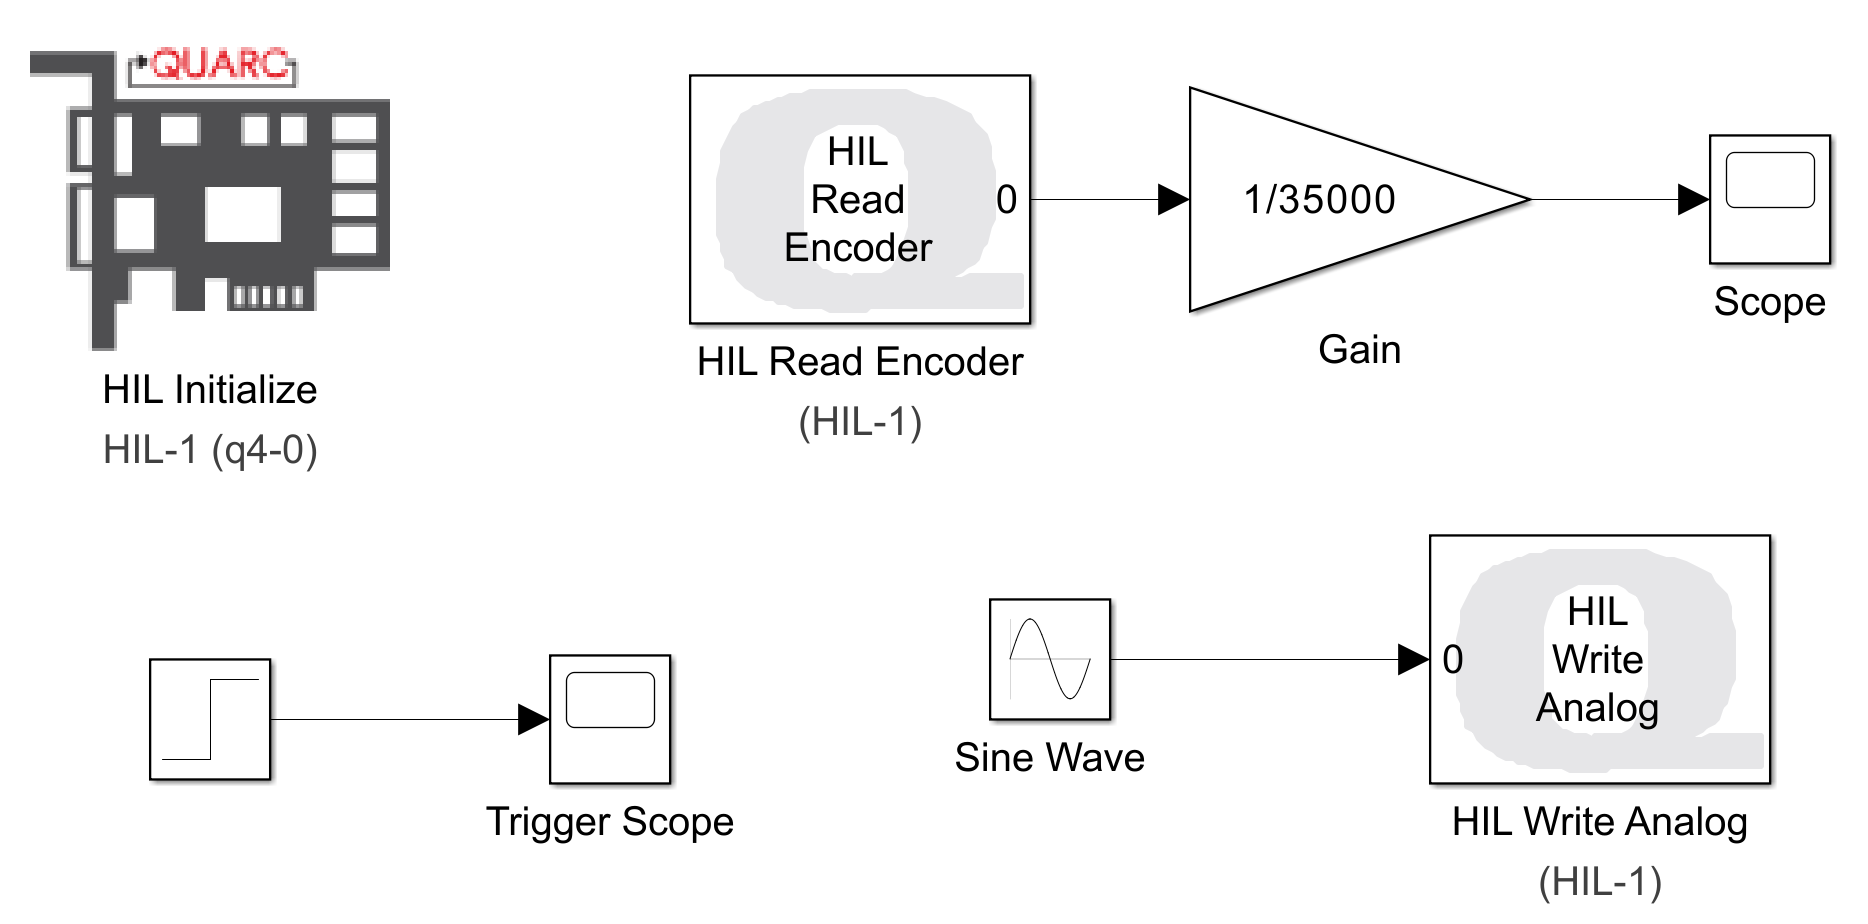 QUARC
HIL Initialize
HIL-1 (q4-0)
HIL
Read
Encoder
0
HIL Read Encoder
(HIL-1)
1/35000
Gain
Scope
Trigger Scope
Sine Wave
0
HIL
Write
Analog
HIL Write Analog
(HIL-1)